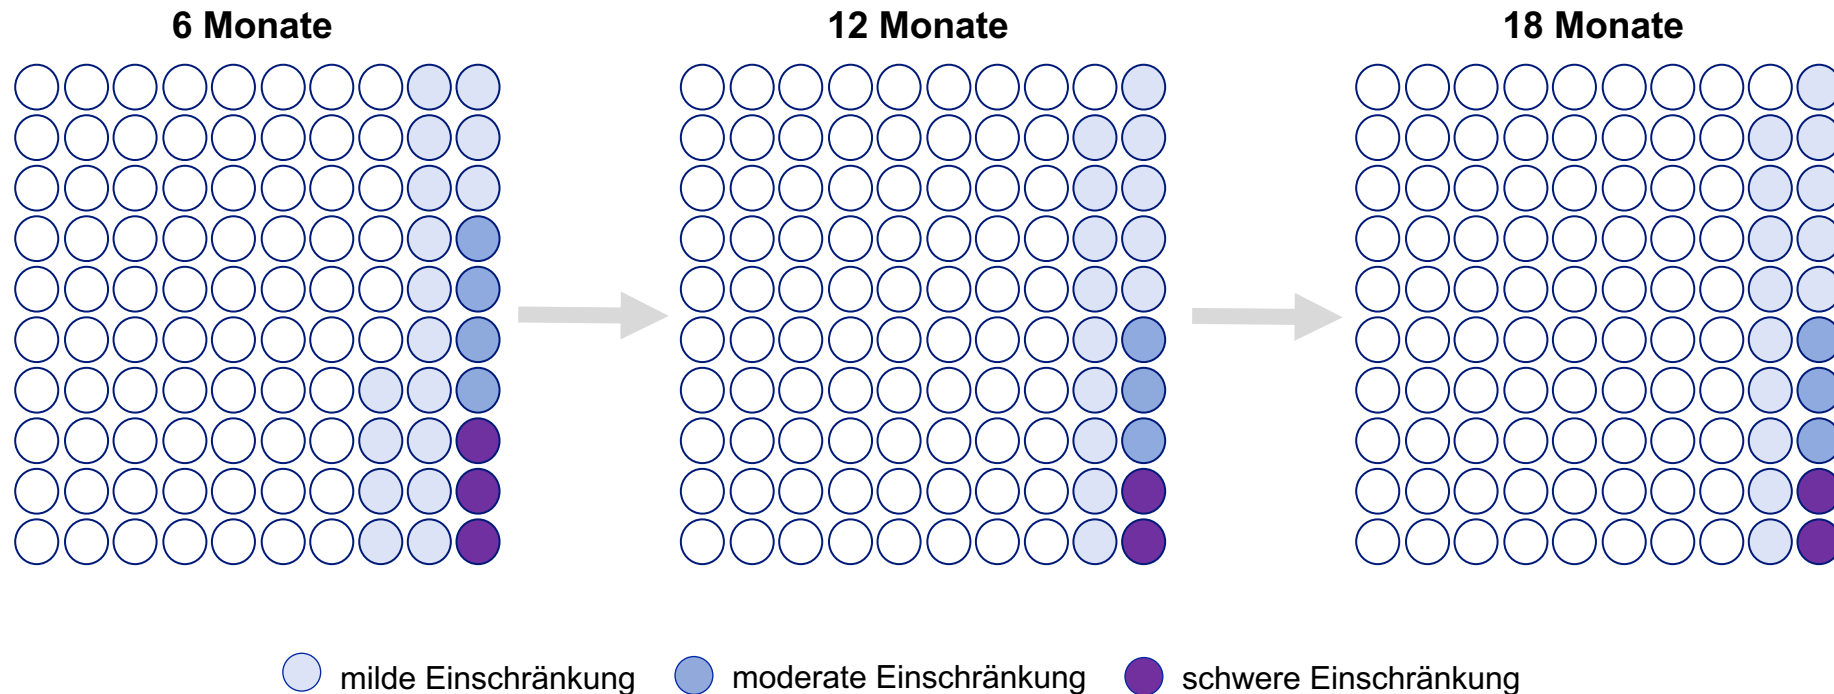 6 Monate
12 Monate
18 Monate
milde Einschränkung
moderate Einschränkung
schwere Einschränkung